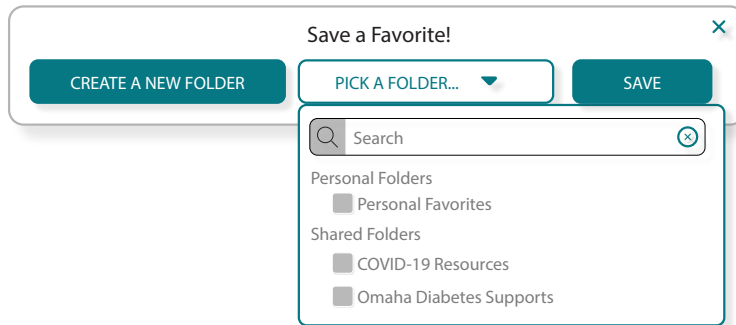 Save a Favorite!
CREATE A NEW FOLDER
PICK A FOLDER...
SAVE
Search
Personal Folders
Personal Favorites
Shared Folders
COVID-19 Resources
Omaha Diabetes Supports